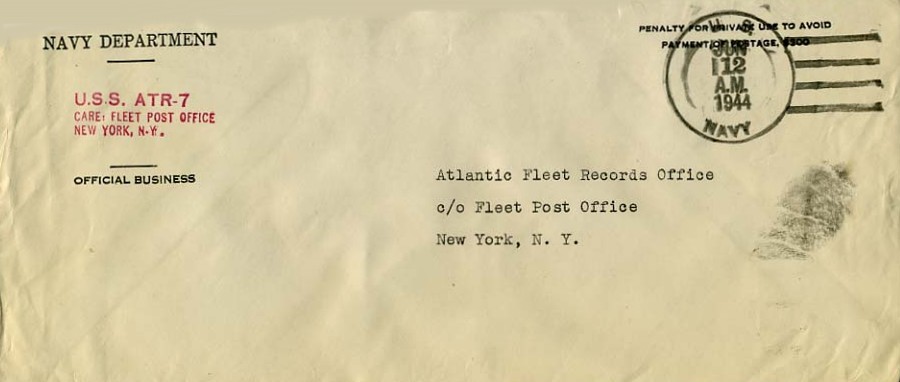 NAVY DEPARTMENT
U.S.S. ATR-7
CARE: FLEET POST OFFICE
NEW YORK, N.Y.
OFFICIAL BUSINESS
PENALTY FOR PRIVATE USE TO AVOID
PAYMENT OF POSTAGE, $300
U. S.
JUN
12
A.M.
1944
NAVY
Atlantic Fleet Records Office
c/o Fleet Post Office
New York, N. Y.